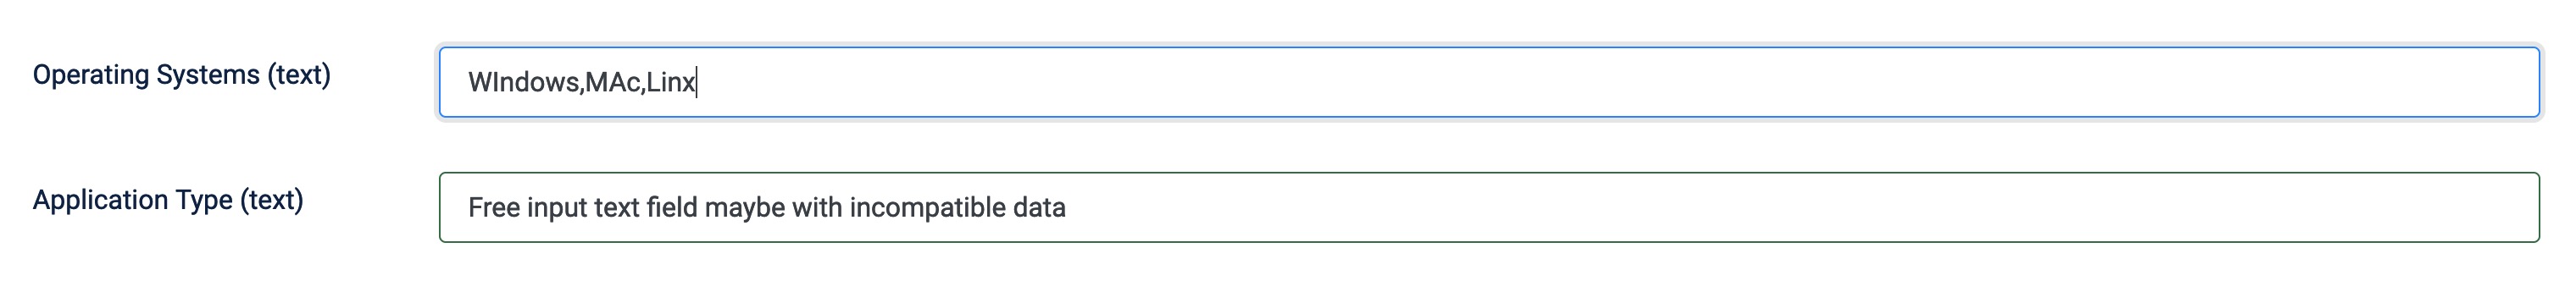 Operating Systems (text)
WIndows,MAc,Linx
Application Type (text)
Free input text field maybe with incompatible data